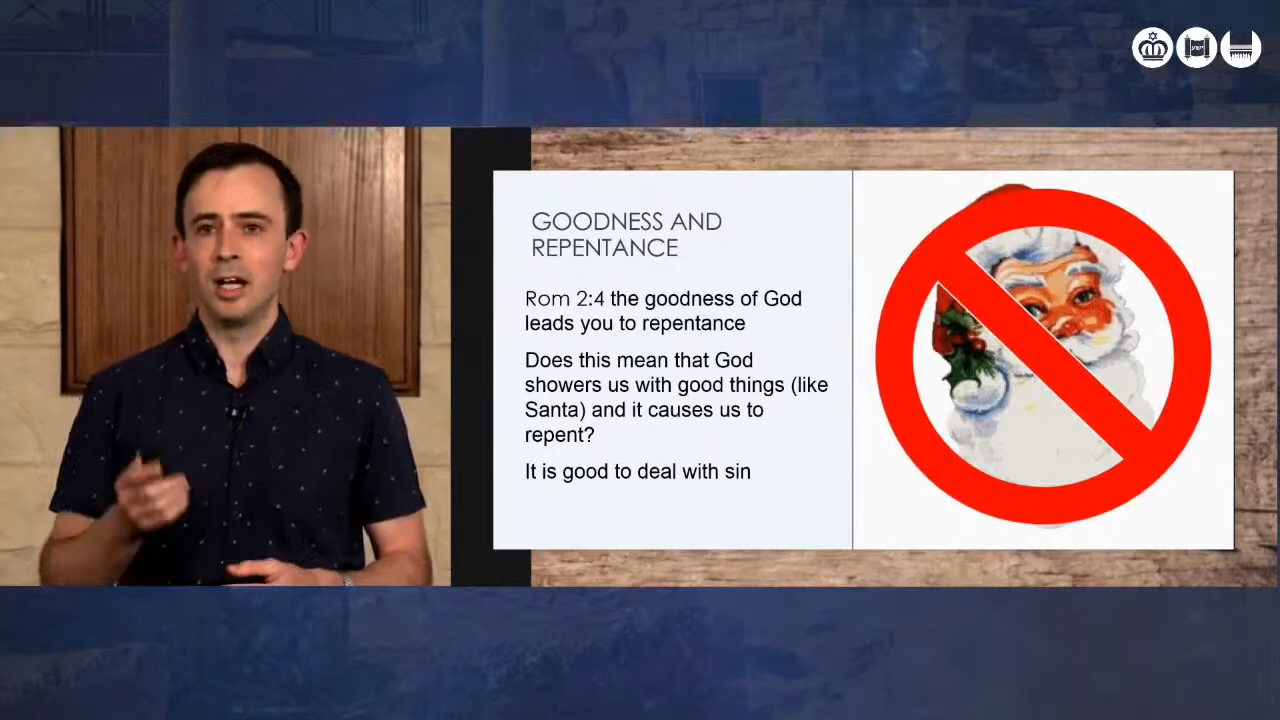 GOODNESS AND
REPENTANCE
Rom 2:4 the goodness of God
leads you to repentance
Does this mean that God
showers us with good things (like
Santa) and it causes us to
repent?
It is good to deal with sin